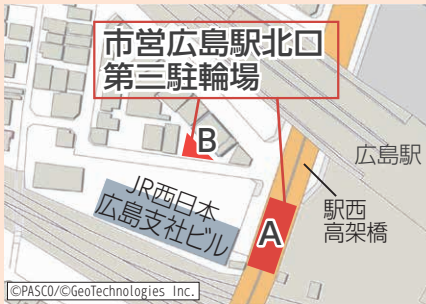 市営広島駅北口
第三駐輪場
B
広島駅
JR西日本
広島支社ビル
駅西
高架橋
A
©PASCO/©GeoTechnologies Inc.